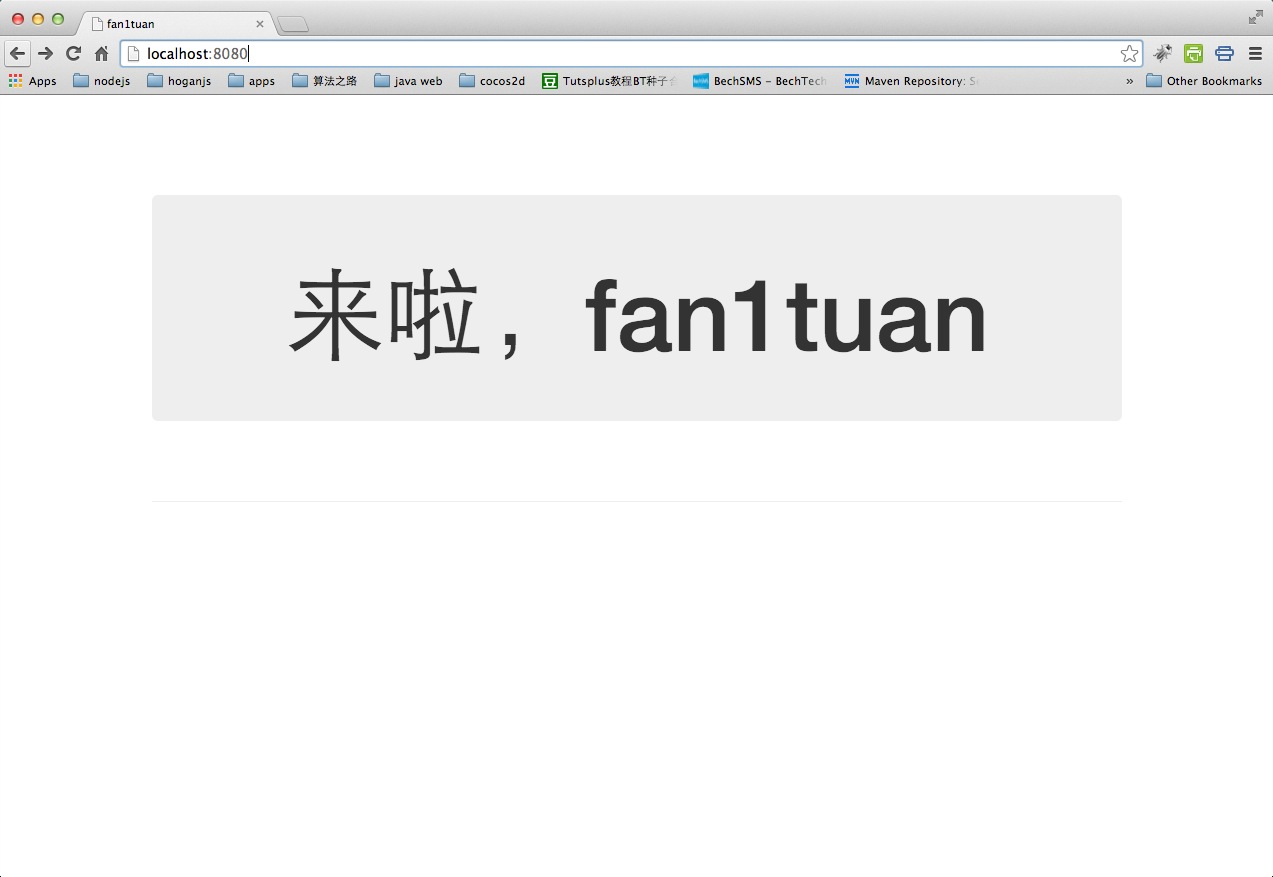 fan1tuan
localhost:8080
Apps nodejs hoganjs apps 算法之路 java web cocos2d Tutsplus教程BT种子 BechSMS – BechTech Maven Repository: » Other Bookmarks
来啦，fan1tuan